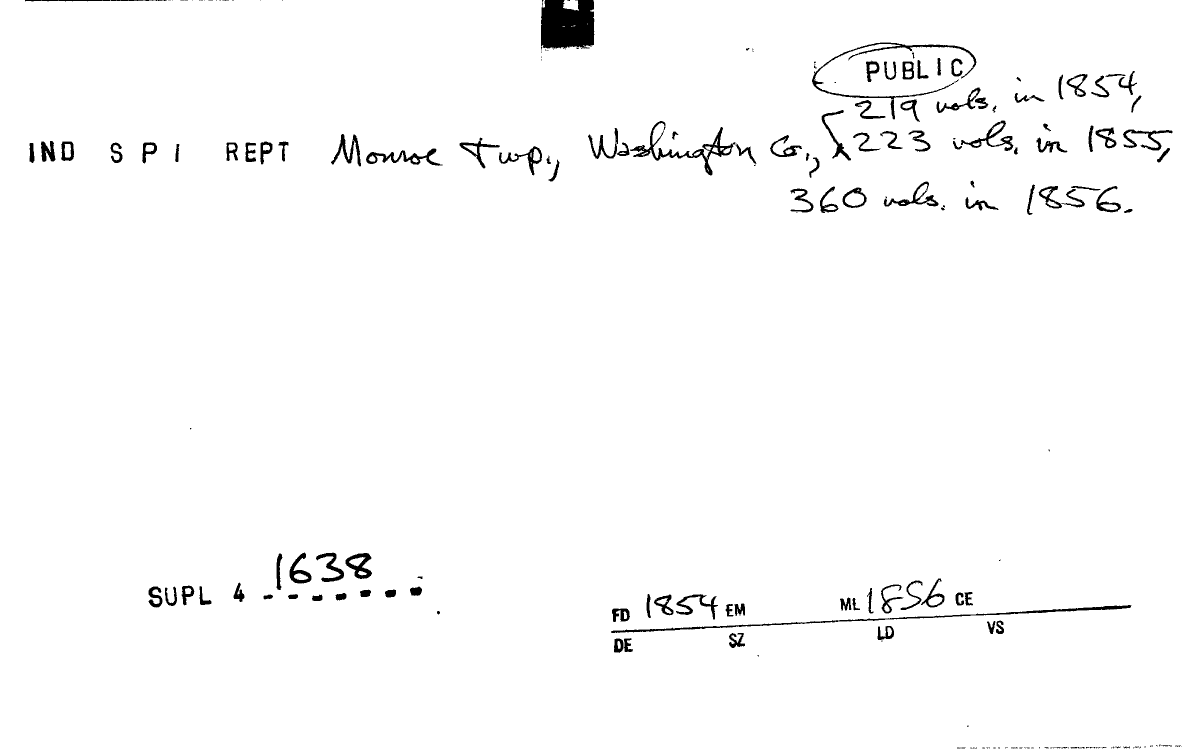 PUBLIC
219 vols. in 1854,
IND S P I REPT Monroe Twp., Washington Co., 223 vols. in 1855,
360 vols. in 1856.
SUPL 4 1638
FD 1854 EM ML 1856 CE
DE SZ LD VS